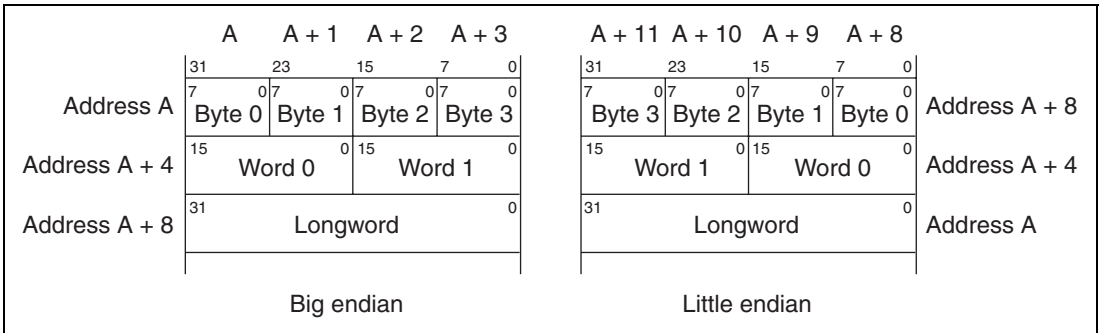 A A + 1 A + 2 A + 3 A + 11 A + 10 A + 9 A + 8
31 23 15 7 0 31 23 15 7 0
7 0 7 0 7 0 7 0 7 0 7 0 7 0 7 0
Address A Byte 0 Byte 1 Byte 2 Byte 3 Byte 3 Byte 2 Byte 1 Byte 0 Address A + 8
15 0 15 0 15 0 15 0
Address A + 4 Word 0 Word 1 Word 1 Word 0 Address A + 4
31 0 31 0
Address A + 8 Longword Longword Address A
Big endian Little endian